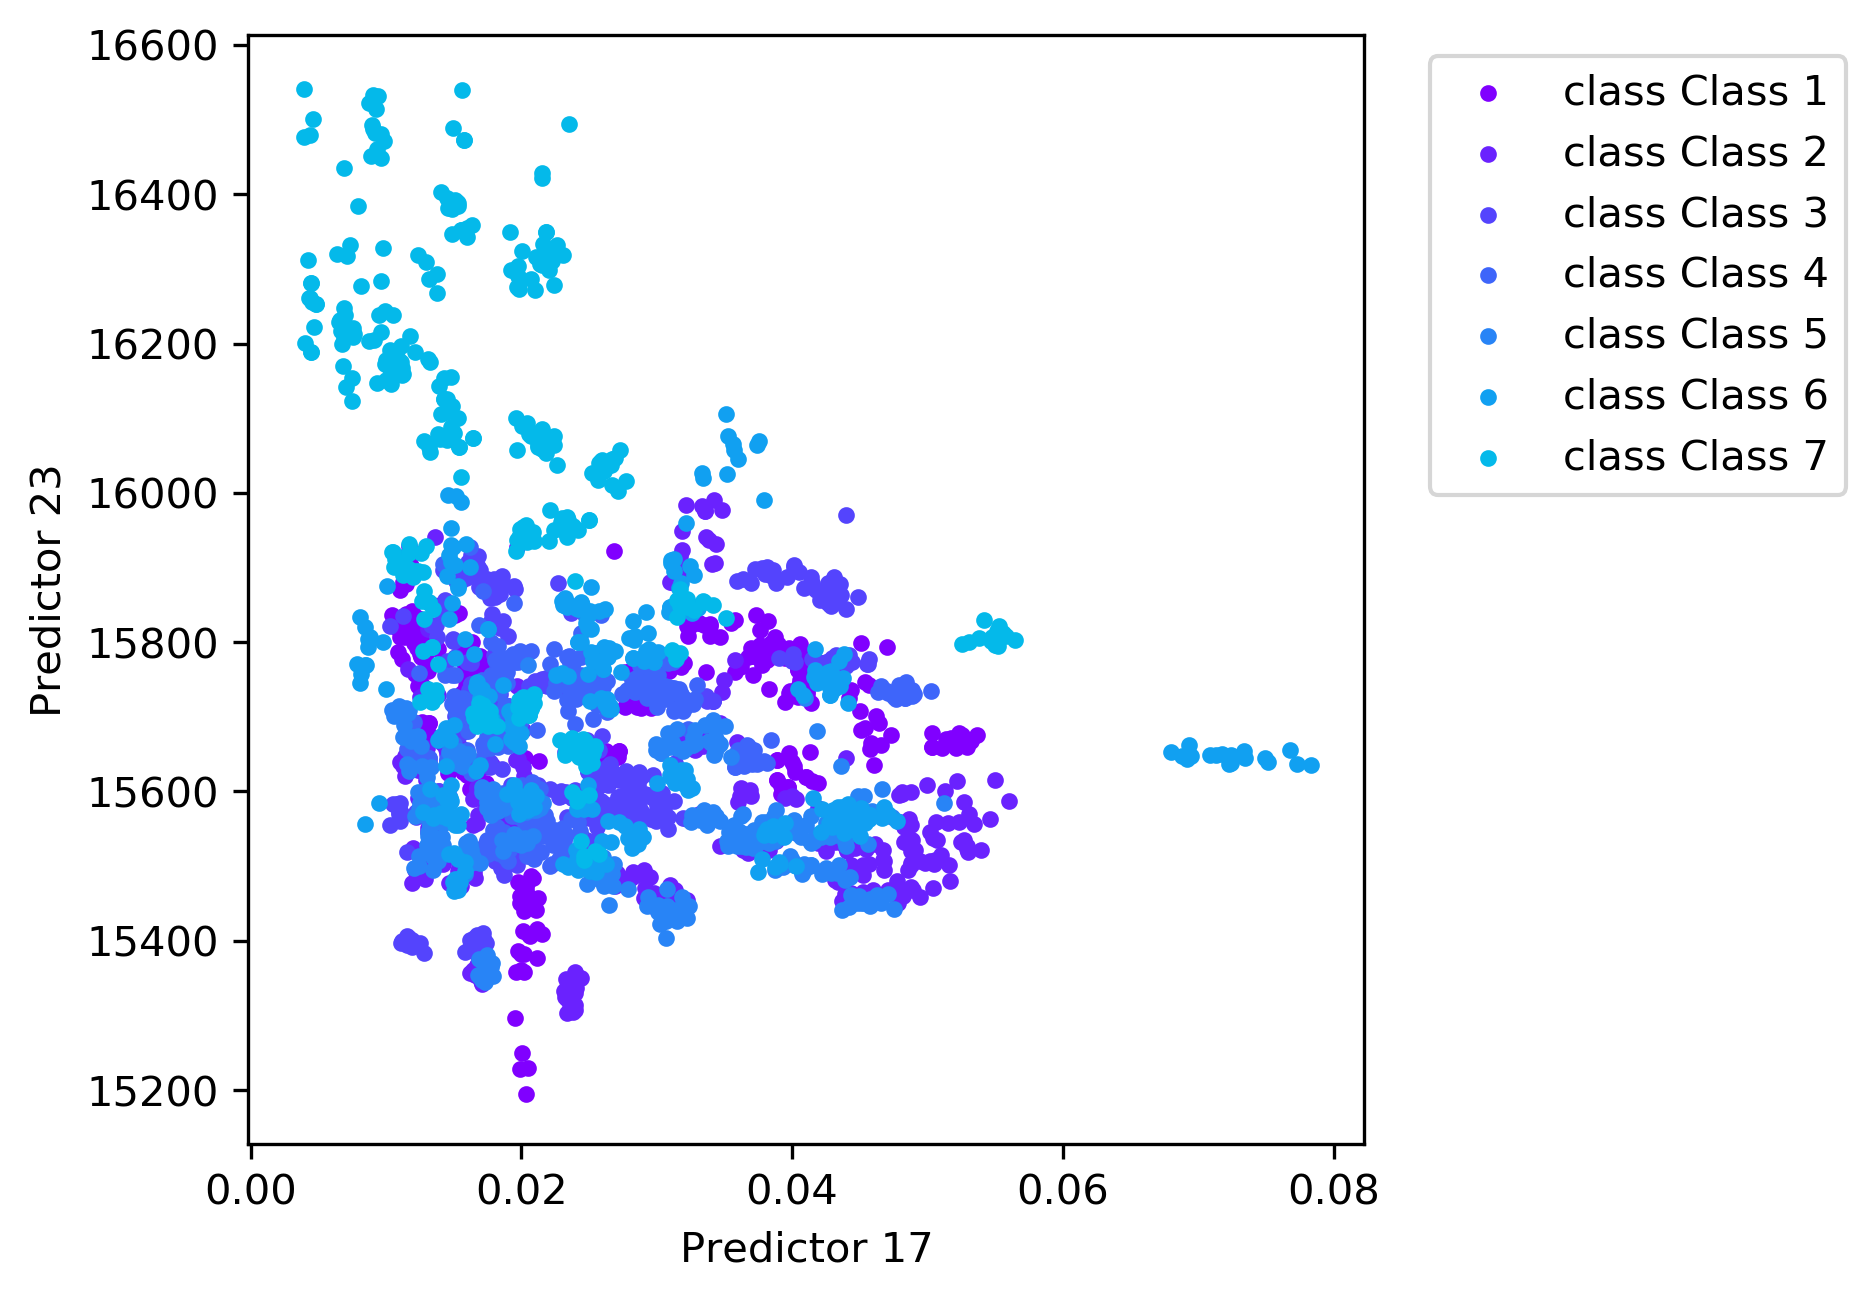 16600
16400
16200
16000
15800
15600
15400
15200
Predictor 23
0.00 0.02 0.04 0.06 0.08
Predictor 17
class Class 1
class Class 2
class Class 3
class Class 4
class Class 5
class Class 6
class Class 7